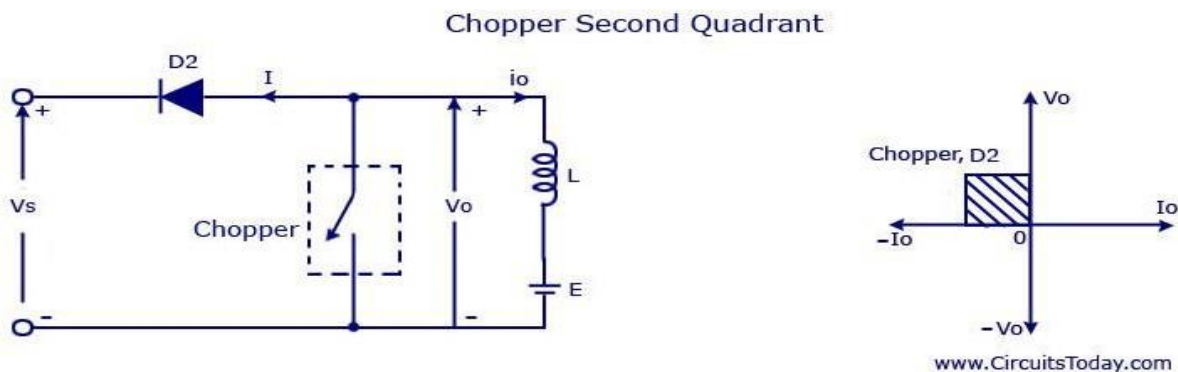 Chopper Second Quadrant
D2
I
io
+
+
Vs
Chopper
Vo
L
E
-
-
Vo
Chopper, D2
-Io
0
Io
-Vo
www.CircuitsToday.com